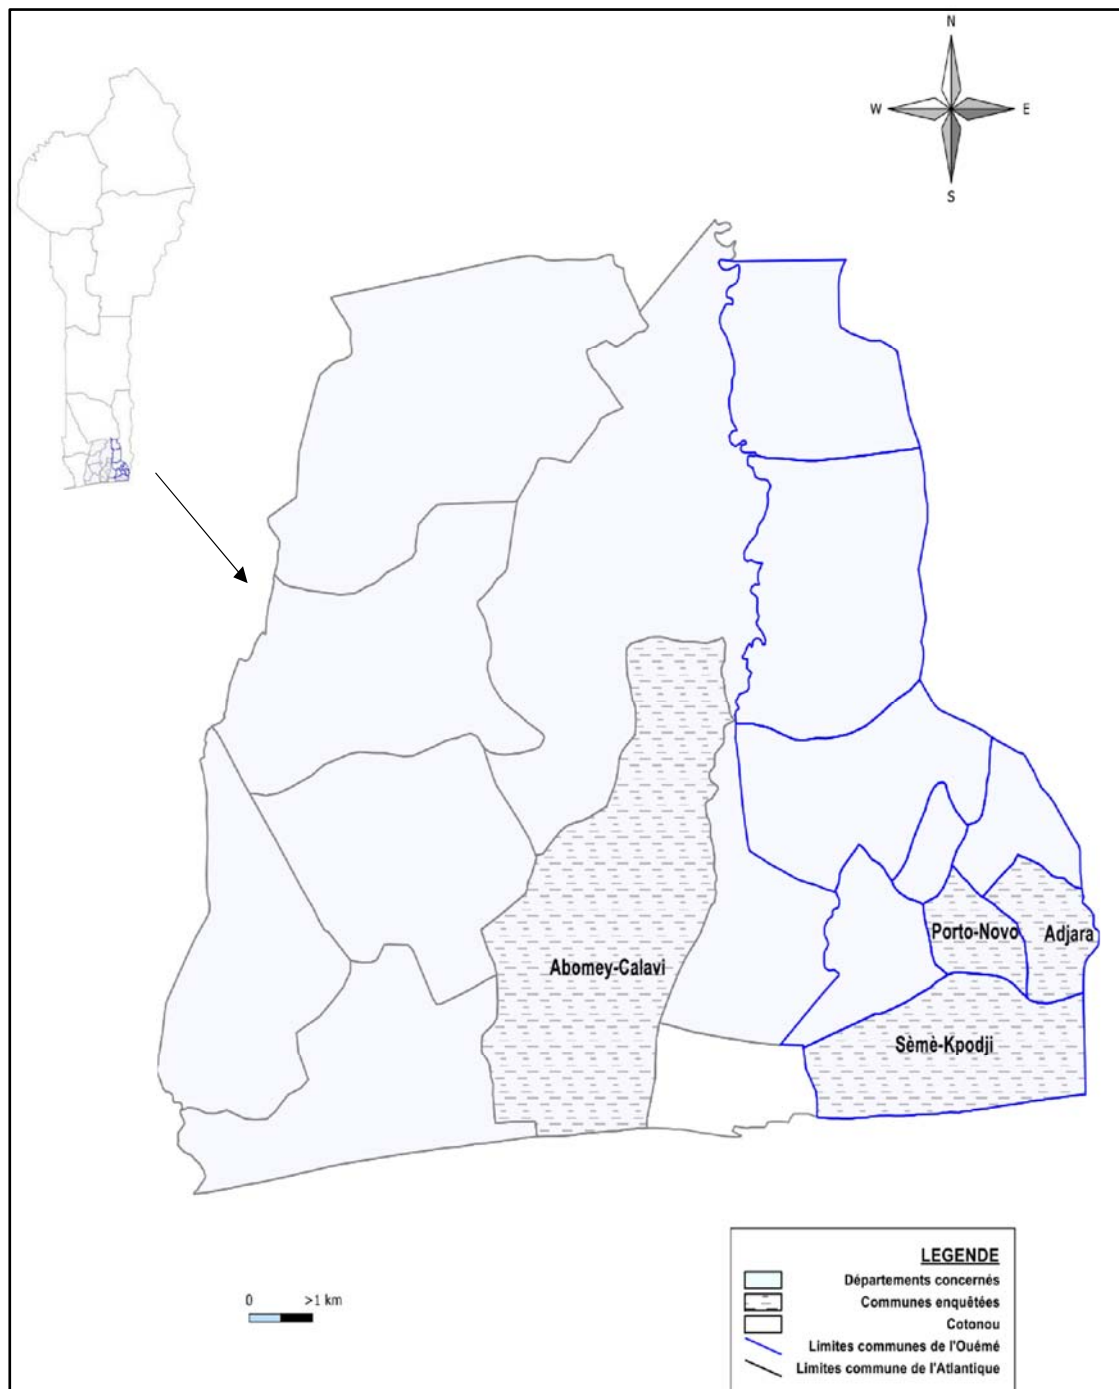 N
W E
S
Porto-Novo
Adjara
Abomey-Calavi
Sèmè-Kpodji
LEGENDE
Départements concernés
Communes enquêtées
Cotonou
Limites communes de l'Ouémé
Limites commune de l'Atlantique
0 >1 km